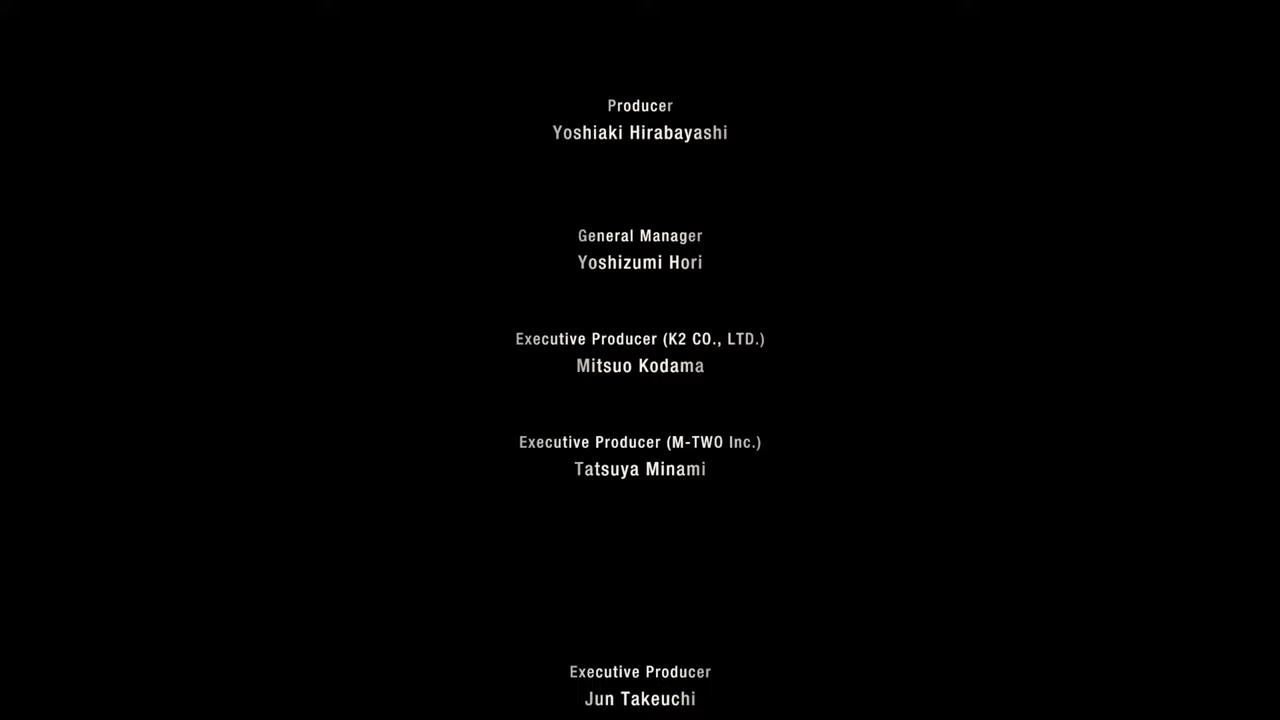 Producer
Yoshiaki Hirabayashi
General Manager
Yoshizumi Hori
Executive Producer (K2 CO., LTD.)
Mitsuo Kodama
Executive Producer (M-TWO Inc.)
Tatsuya Minami
Executive Producer
Jun Takeuchi